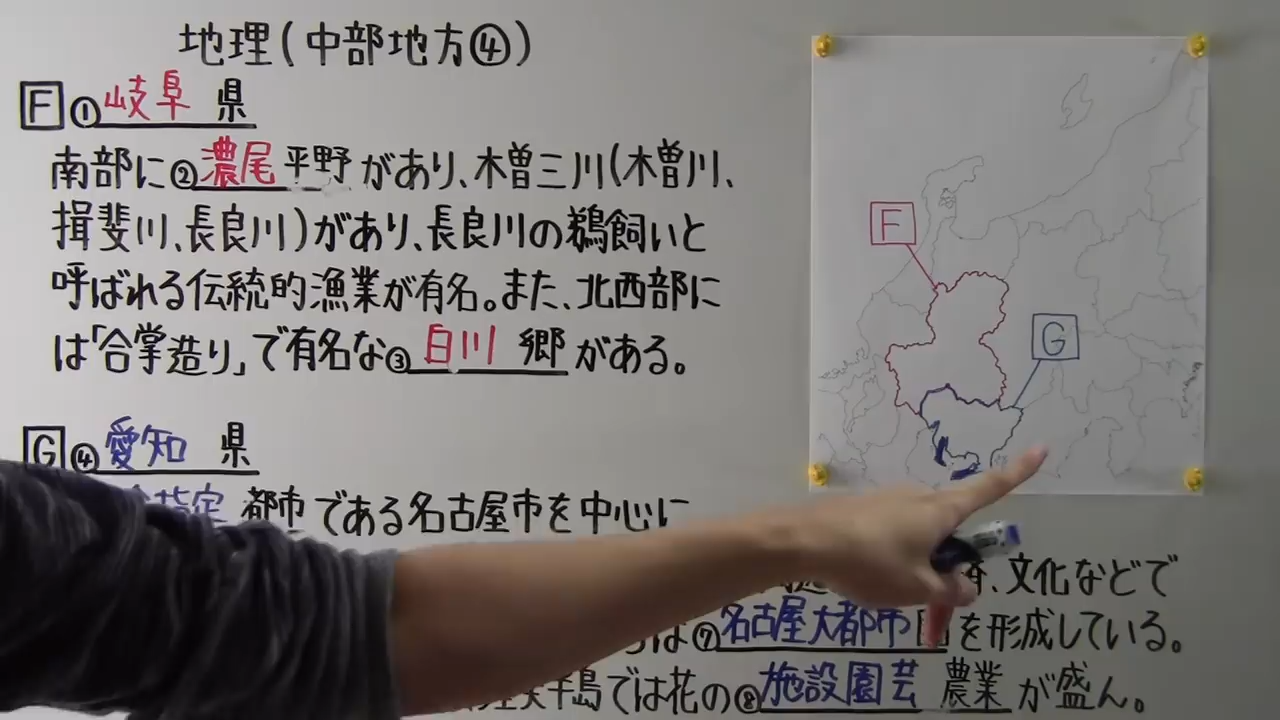 地理(中部地方④)
F ①岐阜 県
南部に②濃尾平野があり、木曽三川(木曽川、
揖斐川、長良川)があり、長良川の鵜飼いと
呼ばれる伝統的漁業が有名。また、北西部に
は「合掌造り」で有名な③白川 郷がある。
G ④愛知 県
指定 都市である名古屋市を中心に
、文化などで
は⑦名古屋大都市 を形成している。
半島では花の⑧施設園芸 農業が盛ん。
F
G